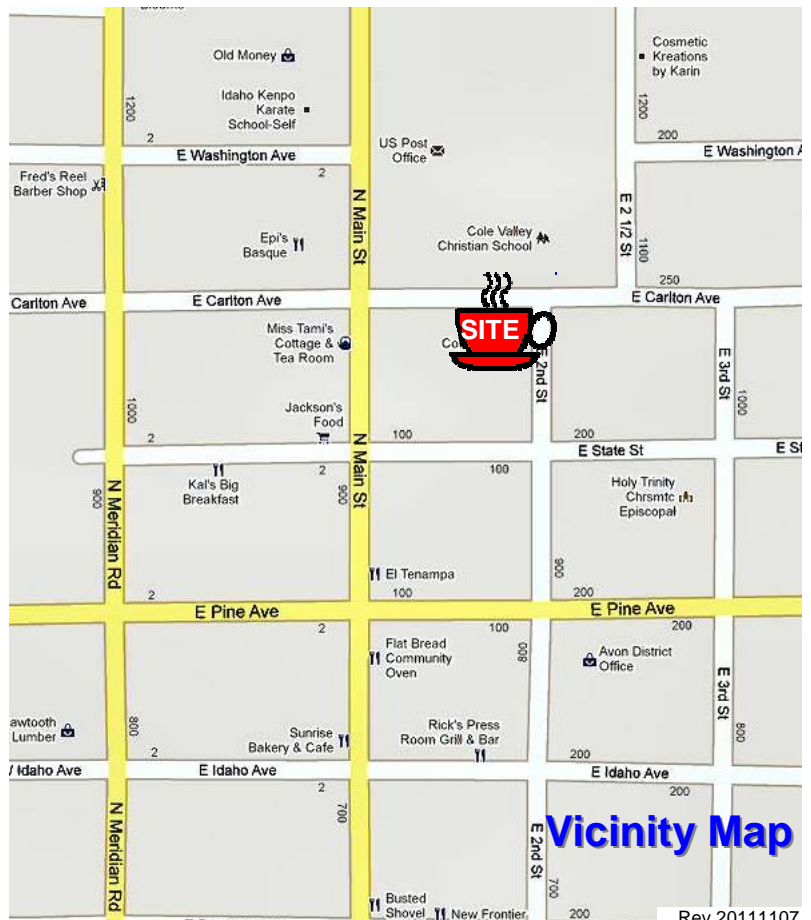 Old Money
Cosmetic
Kreations
by Karin
Idaho Kenpo
Karate
School-Self
1200
1200
2
200
E Washington Ave
E Washington A
US Post
Office
Fred's Reel
Barber Shop
2
N Main St
E 2 1/2 St
1100
Epi's
Basque
Cole Valley
Christian School
250
Carlton Ave
E Carlton Ave
E Carlton Ave
SITE
Co
Miss Tami's
Cottage &
Tea Room
E 2nd St
E 3rd St
1000
1000
Jackson's
Food
2
100
200
N Main St
E State St
E St
2
100
900
900
Kal's Big
Breakfast
Holy Trinity
Chrsmtc
Episcopal
N Meridian Rd
El Tenampa
900
2
100
200
E Pine Ave
E Pine Ave
2
100
200
800
Flat Bread
Community
Oven
Avon District
Office
E 3rd St
awtooth
Lumber
800
Sunrise
Bakery & Cafe
Rick's Press
Room Grill & Bar
800
2
200
Idaho Ave
E Idaho Ave
E Idaho Ave
2
200
700
N Meridian Rd
E 2nd St
Vicinity Map
700
Busted
Shovel
New Frontier
200
Rev 20111107